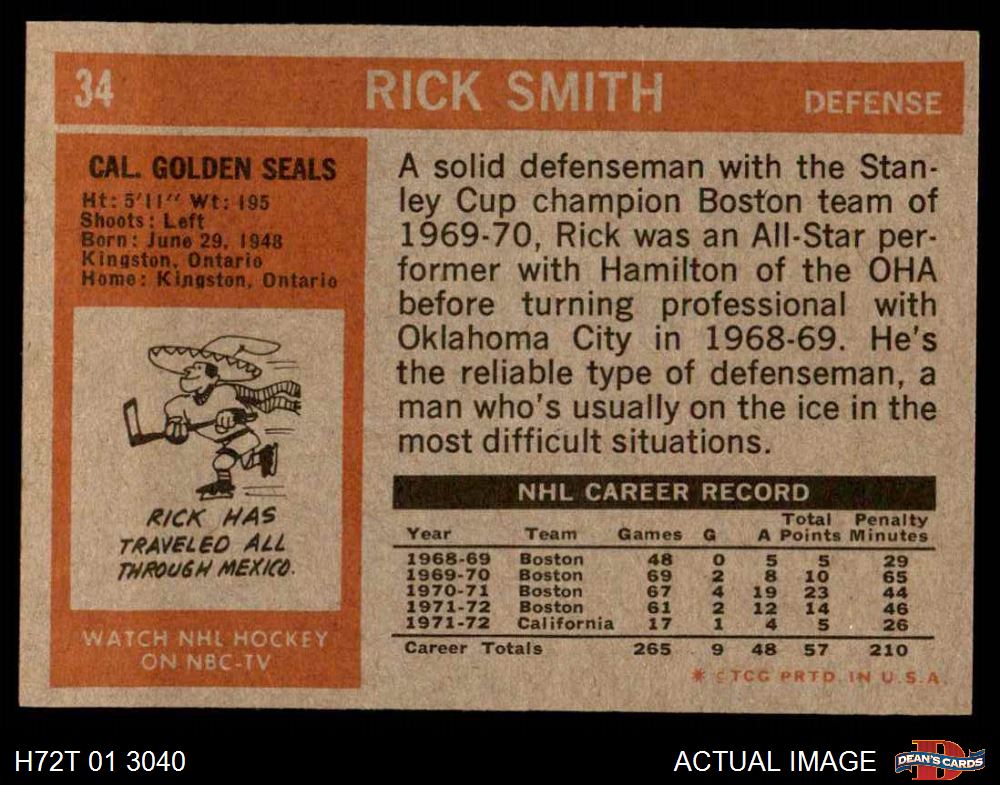 34
RICK SMITH
DEFENSE
CAL. GOLDEN SEALS
Ht: 5'11" Wt: 195
Shoots: Left
Born: June 29, 1948
Kingston, Ontario
Home: Kingston, Ontario
RICK HAS
TRAVELED ALL
THROUGH MEXICO.
WATCH NHL HOCKEY
ON NBC-TV
A solid defenseman with the Stan-
ley Cup champion Boston team of
1969-70, Rick was an All-Star per-
former with Hamilton of the OHA
before turning professional with
Oklahoma City in 1968-69. He's
the reliable type of defenseman, a
man who's usually on the ice in the
most difficult situations.
NHL CAREER RECORD
Year Team Games G A Total Points Penalty Minutes
1968-69 Boston 48 0 5 5 29
1969-70 Boston 69 2 8 10 65
1970-71 Boston 67 4 19 23 44
1971-72 Boston 61 2 12 14 46
1971-72 California 17 1 4 5 26
Career Totals 265 9 48 57 210
* © TCG PRTD. IN U.S.A.
H72T 01 3040
ACTUAL IMAGE
D
DEAN'S CARDS